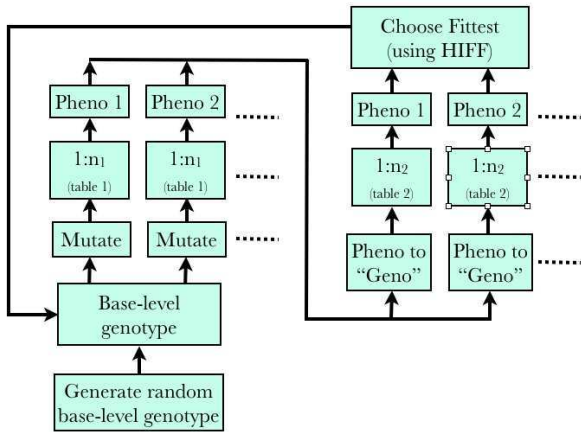 Choose Fittest
(using HIFF)
Pheno 1
Pheno 2
Pheno 1
Pheno 2
1:n1
(table 1)
1:n1
(table 1)
1:n2
(table 2)
1:n2
(table 2)
Mutate
Mutate
Pheno to
“Geno”
Pheno to
“Geno”
Base-level
genotype
Generate random
base-level genotype